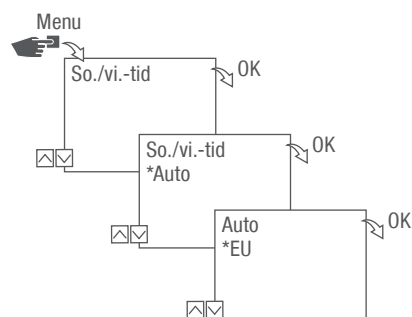 Menu
So./vi.-tid
OK
So./vi.-tid
*Auto
OK
Auto
*EU
OK